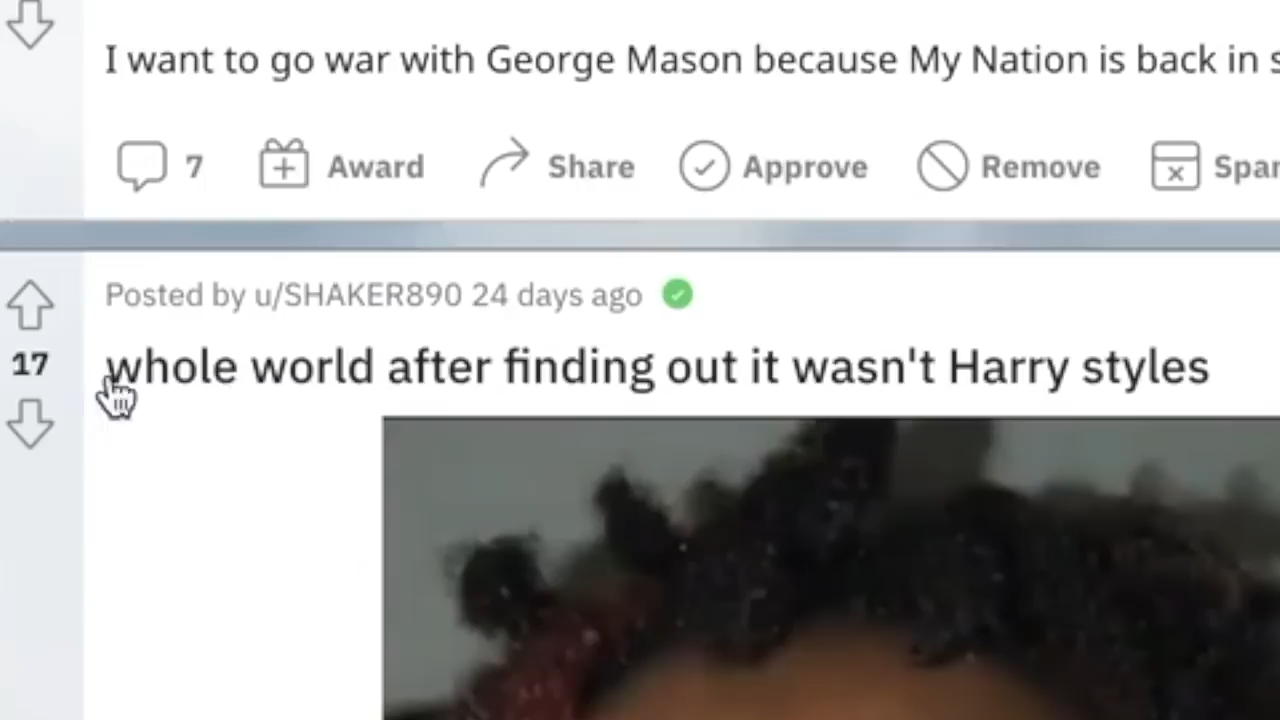 I want to go war with George Mason because My Nation is back in
7 Award Share Approve Remove
Posted by u/SHAKER890 24 days ago
17
whole world after finding out it wasn't Harry styles